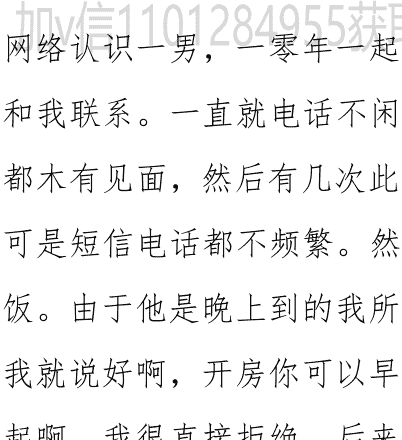 加v信1101284955获
网络认识一男，一零年一起
和我联系。一直就电话不闲
都木有见面，然后有几次此
可是短信电话都不频繁。然
饭。由于他是晚上到的我所
我就说好啊，开房你可以早
起啊，我很直接拒绝，后来